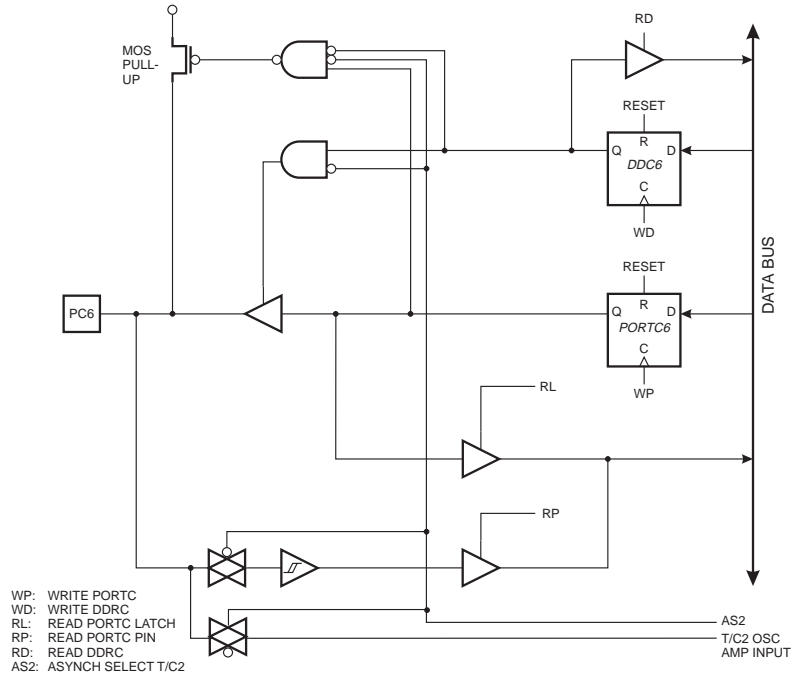 RD
MOS
PULL-
UP
RESET
R
Q
D
DDC6
C
WD
DATA BUS
RESET
R
PC6
Q
D
PORTC6
C
WP
RL
RP
WP: WRITE PORTC
WD: WRITE DDRC
RL: READ PORTC LATCH
RP: READ PORTC PIN
RD: READ DDRC
AS2: ASYNCH SELECT T/C2
AS2
T/C2 OSC
AMP INPUT